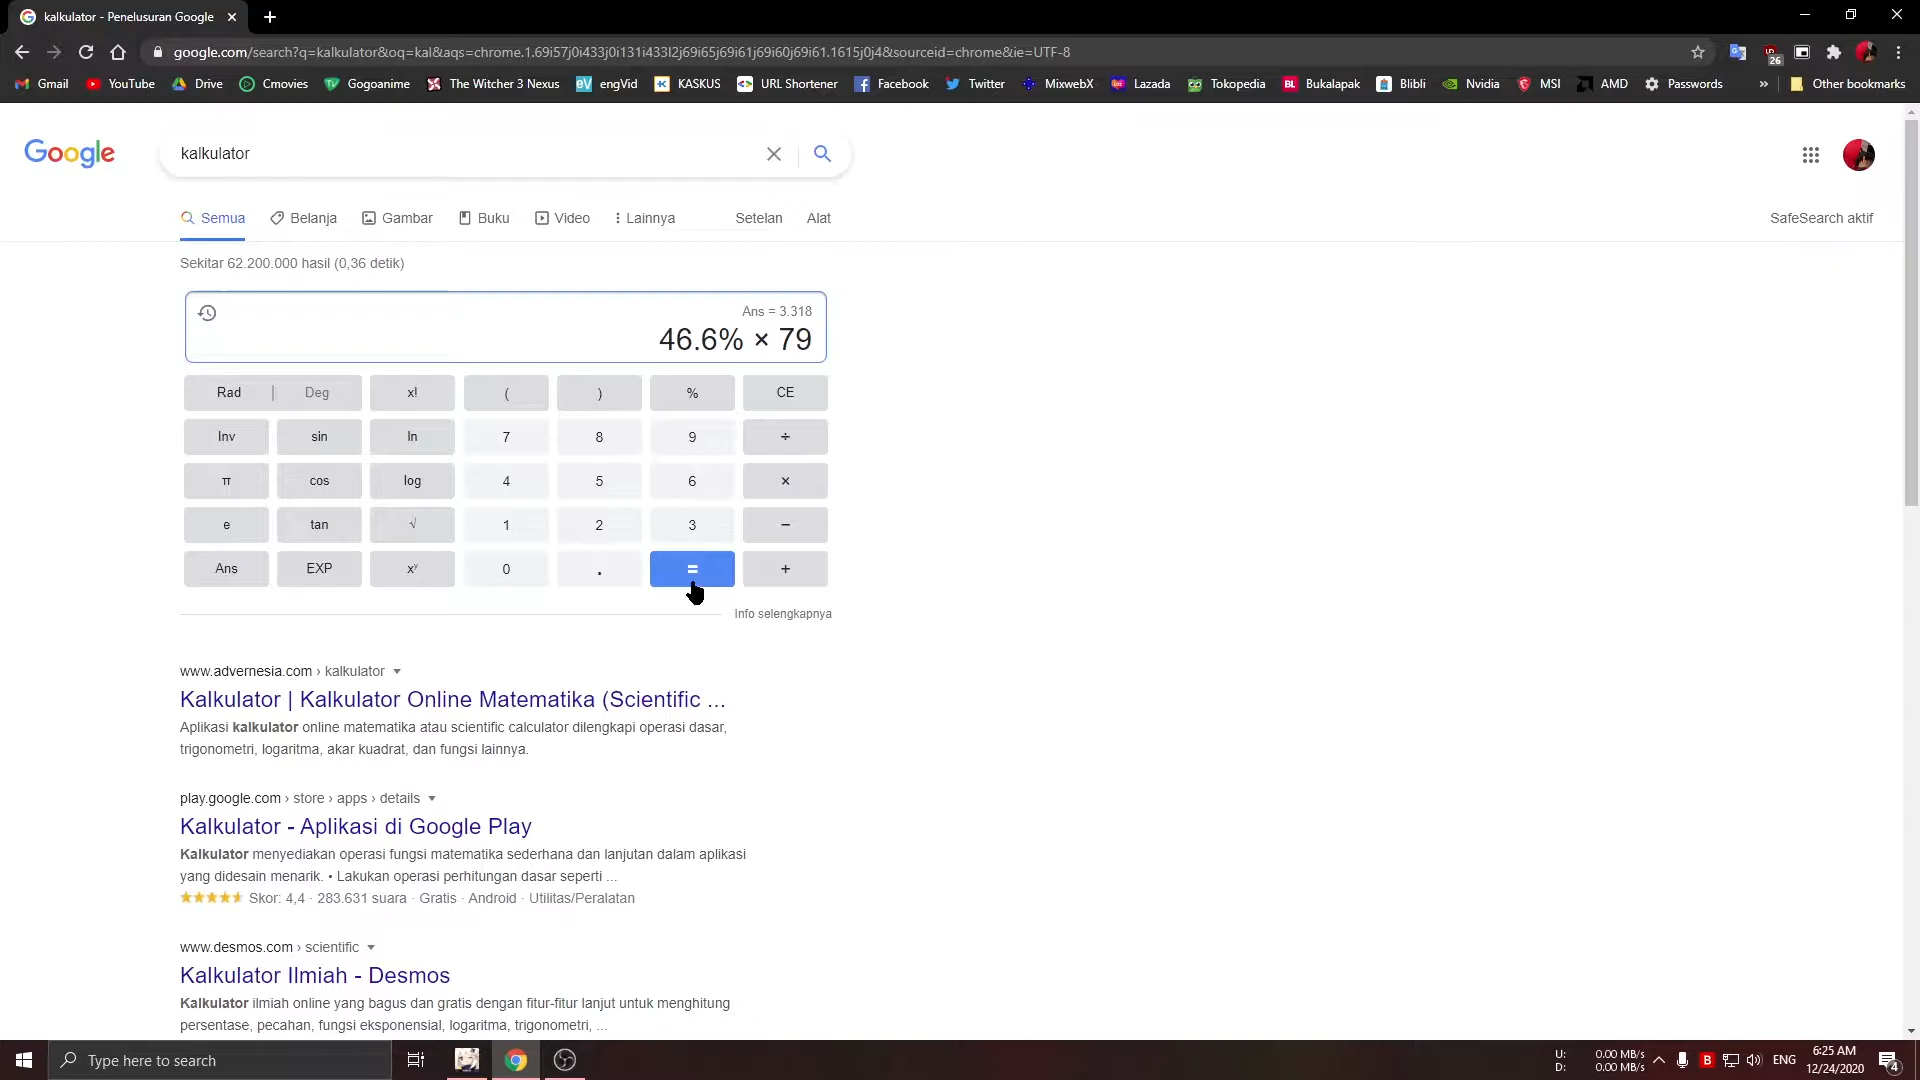 kalkulator - Penelusuran Google
google.com/search?q=kalkulator&oq=kal&aqs=chrome.1.69i57j0i433j0i131i433l2j69i65j69i61j69i60j69i61.1615j0j4&sourceid=chrome&ie=UTF-8
26
Gmail YouTube Drive Cmovies Gogoanime The Witcher 3 Nexus engVid KASKUS URL Shortener Facebook Twitter MixwebX Lazada Tokopedia Bukalapak Blibli Nvidia MSI AMD Passwords » Other bookmarks
Google
kalkulator
Semua Belanja Gambar Buku Video Lainnya Setelan Alat SafeSearch aktif
Sekitar 62.200.000 hasil (0,36 detik)
Ans = 3.318
46.6% × 79
Rad | Deg x! ( ) % CE
Inv sin ln 7 8 9 ÷
π cos log 4 5 6 ×
e tan √ 1 2 3 −
Ans EXP xʸ 0 . = +
Info selengkapnya
www.advernesia.com › kalkulator
Kalkulator | Kalkulator Online Matematika (Scientific ...
Aplikasi kalkulator online matematika atau scientific calculator dilengkapi operasi dasar,
trigonometri, logaritma, akar kuadrat, dan fungsi lainnya.
play.google.com › store › apps › details
Kalkulator - Aplikasi di Google Play
Kalkulator menyediakan operasi fungsi matematika sederhana dan lanjutan dalam aplikasi
yang didesain menarik. • Lakukan operasi perhitungan dasar seperti ...
Skor: 4,4 · 283.631 suara · Gratis · Android · Utilitas/Peralatan
www.desmos.com › scientific
Kalkulator Ilmiah - Desmos
Kalkulator ilmiah online yang bagus dan gratis dengan fitur-fitur lanjut untuk menghitung
persentase, pecahan, fungsi eksponensial, logaritma, trigonometri, ...
Type here to search
U: 0.00 MB/s
D: 0.00 MB/s
B
ENG
6:25 AM
12/24/2020
4